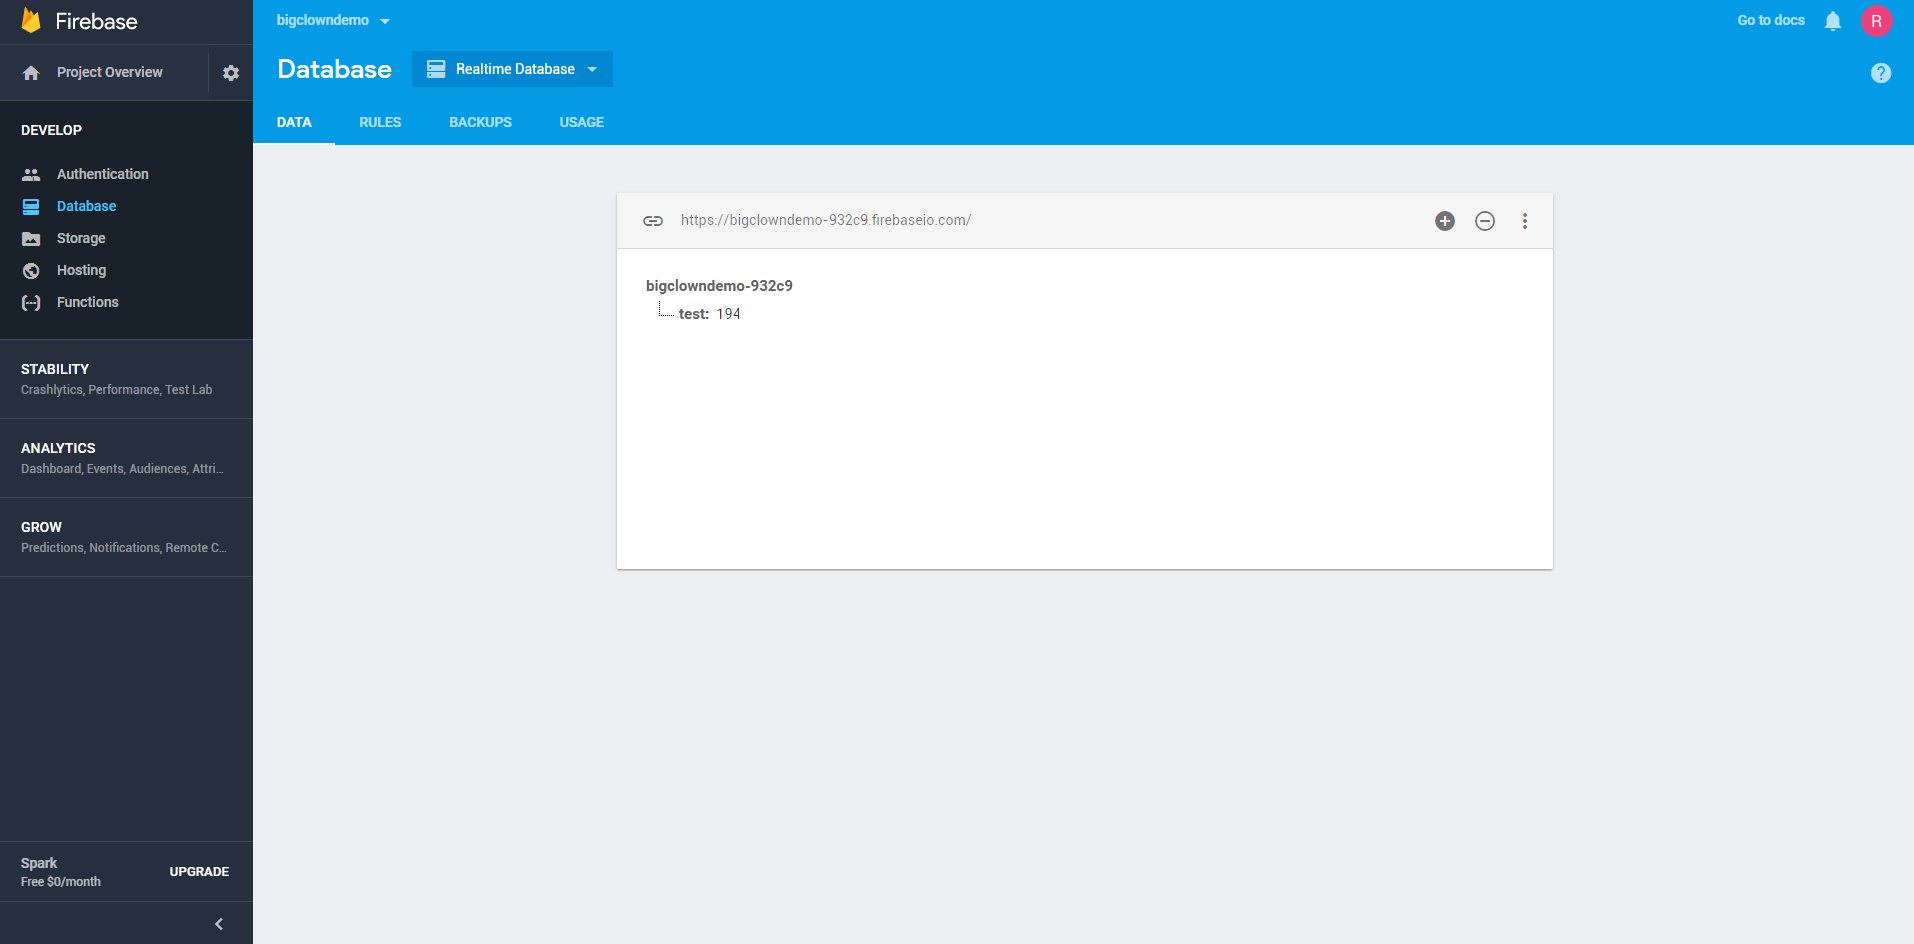 Firebase
Project Overview
DEVELOP
Authentication
Database
Storage
Hosting
Functions
STABILITY
Crashlytics, Performance, Test Lab
ANALYTICS
Dashboard, Events, Audiences, Attri...
GROW
Predictions, Notifications, Remote C...
Spark
Free $0/month
UPGRADE
bigclowndemo
Go to docs
R
Database
Realtime Database
?
DATA
RULES
BACKUPS
USAGE
https://bigclowndemo-932c9.firebaseio.com/
bigclowndemo-932c9
test: 194